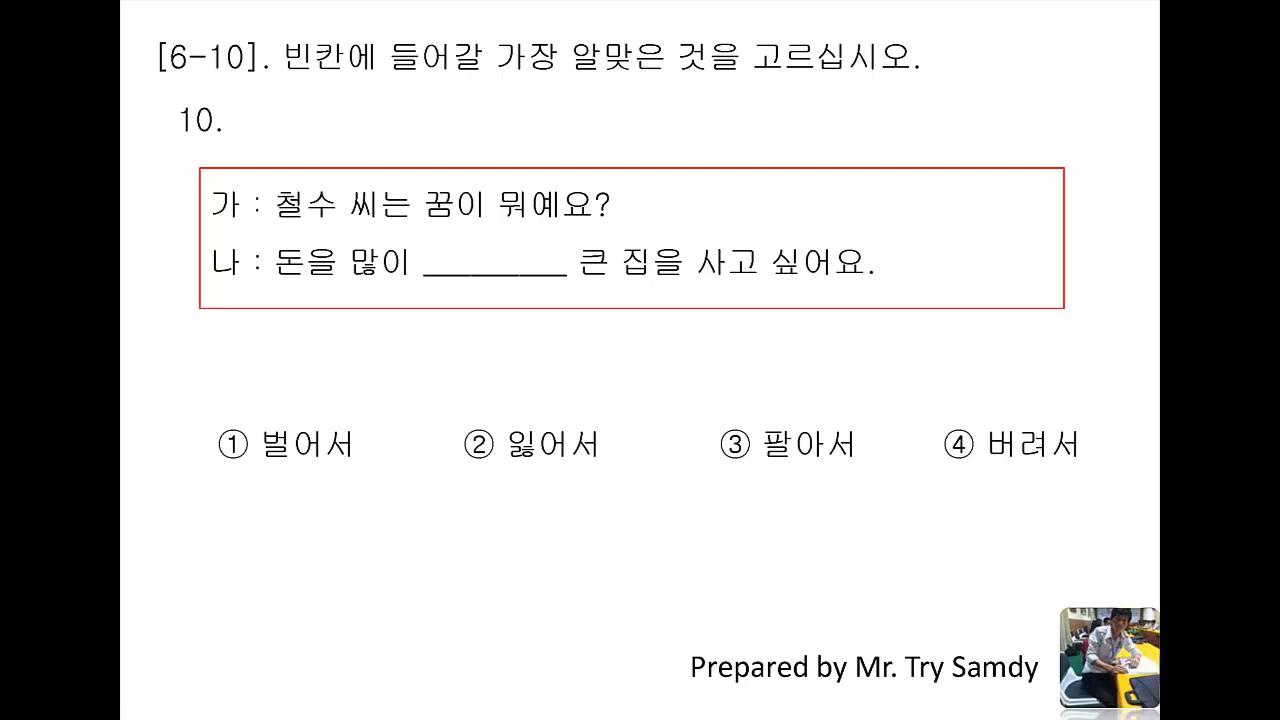 [6-10]. 빈칸에 들어갈 가장 알맞은 것을 고르십시오.
10.
가 : 철수 씨는 꿈이 뭐예요?
나 : 돈을 많이 _________ 큰 집을 사고 싶어요.
① 벌어서 ② 잃어서 ③ 팔아서 ④ 버려서
Prepared by Mr. Try Samdy